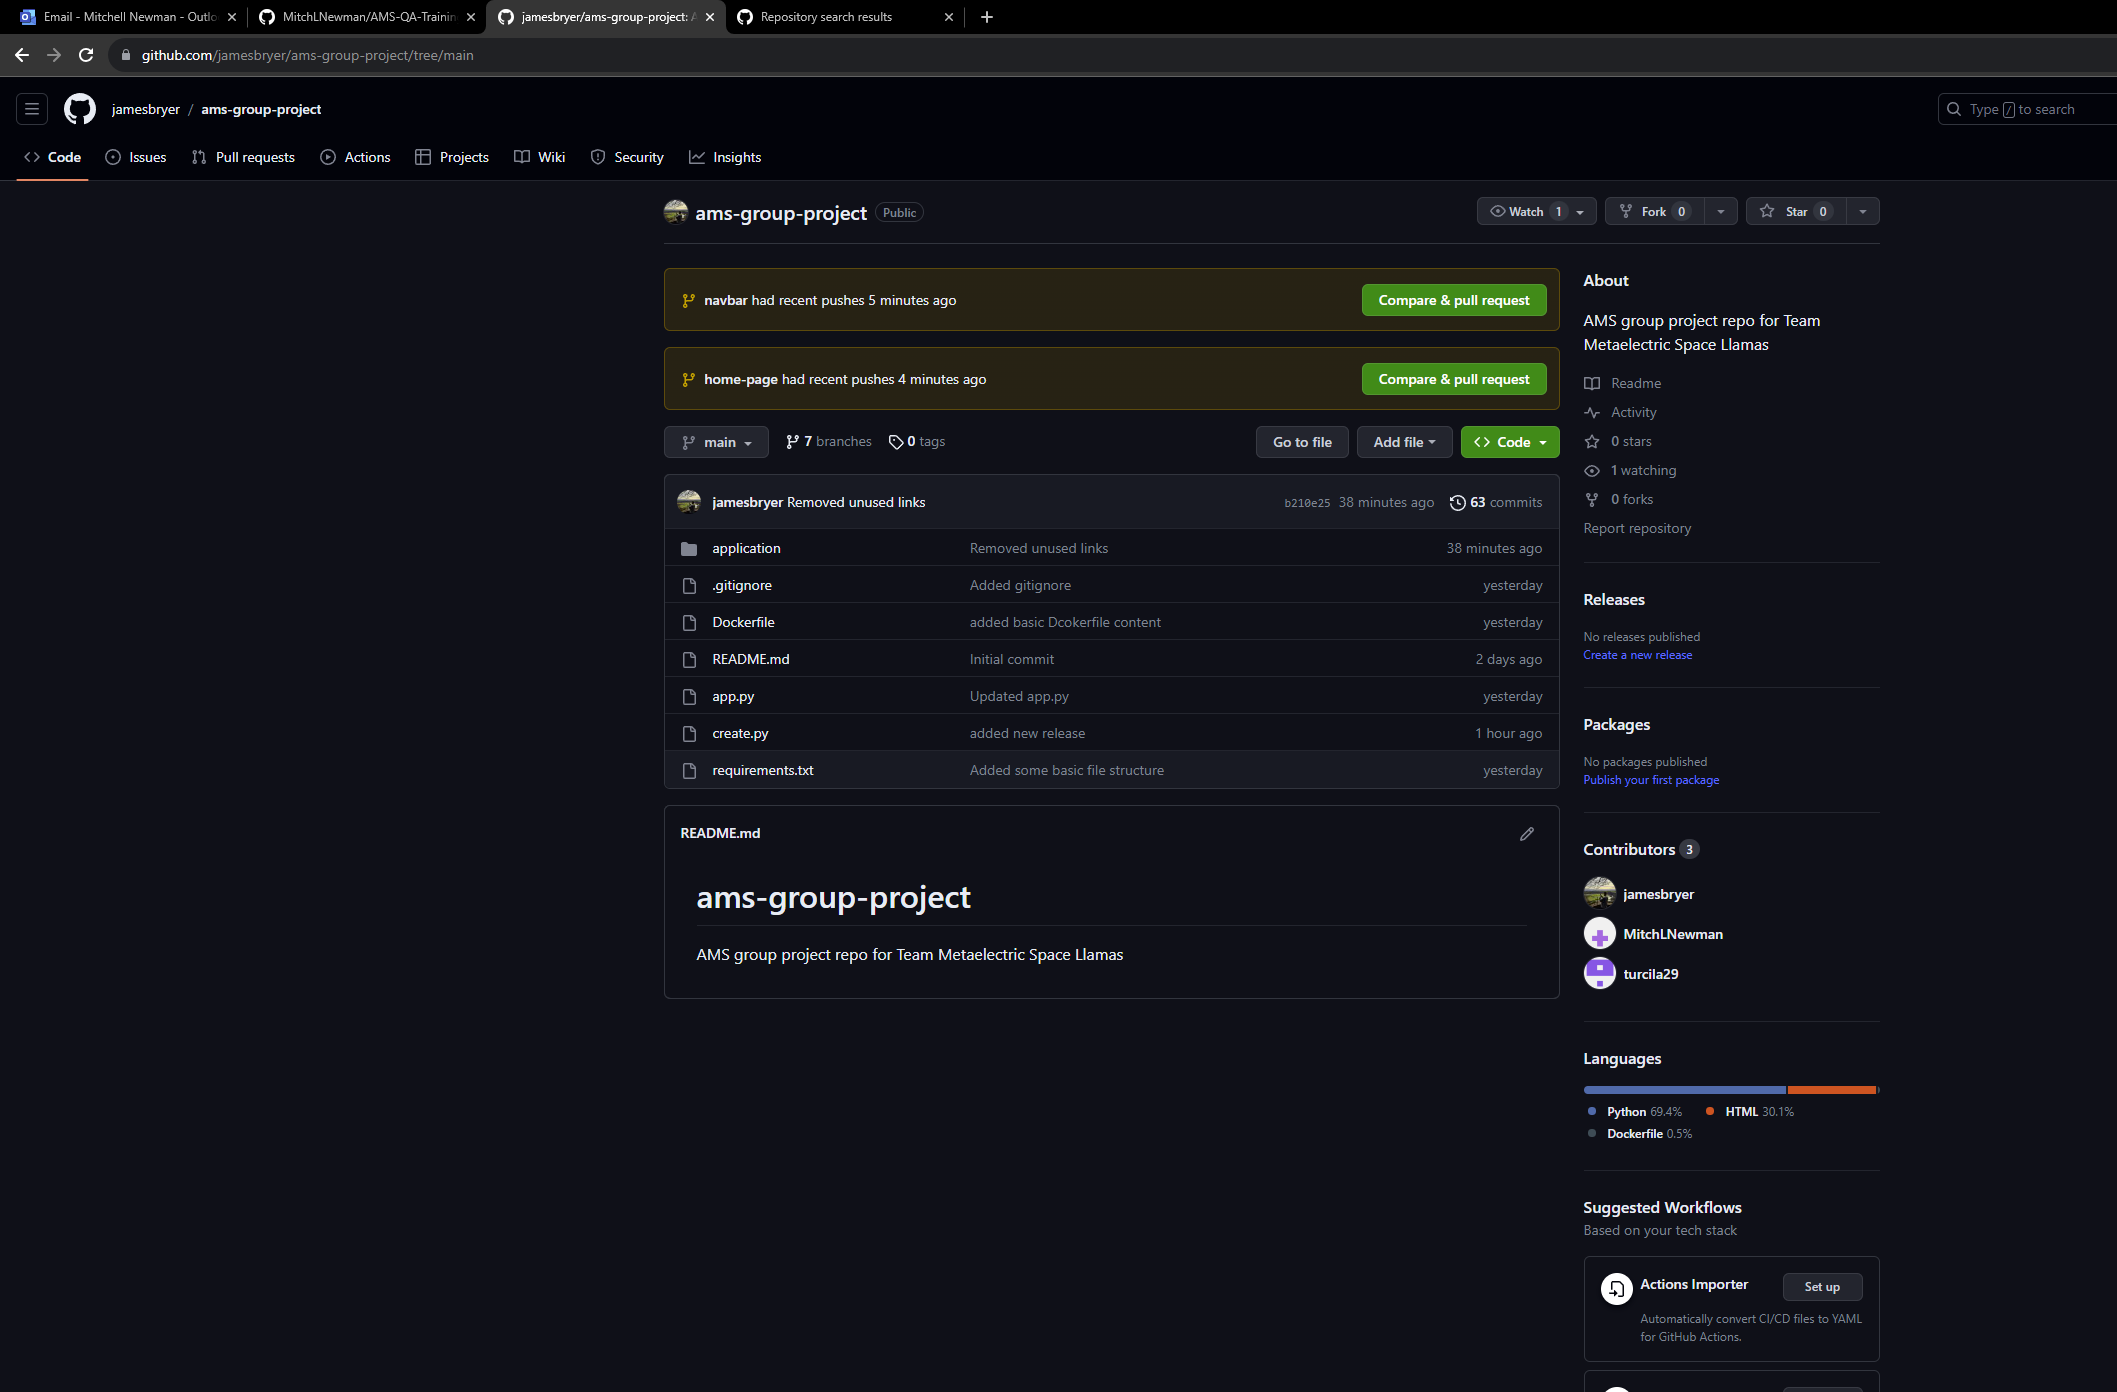 Email - Mitchell Newman - Outlo
MitchLNewman/AMS-QA-Trainin
jamesbryer/ams-group-project: A
Repository search results
github.com/jamesbryer/ams-group-project/tree/main
jamesbryer / ams-group-project
Type / to search
Code Issues Pull requests Actions Projects Wiki Security Insights
ams-group-project Public
Watch 1 Fork 0 Star 0
navbar had recent pushes 5 minutes ago
Compare & pull request
home-page had recent pushes 4 minutes ago
Compare & pull request
main 7 branches 0 tags
Go to file Add file Code
jamesbryer Removed unused links b210e25 38 minutes ago 63 commits
application Removed unused links 38 minutes ago
.gitignore Added gitignore yesterday
Dockerfile added basic Dcokerfile content yesterday
README.md Initial commit 2 days ago
app.py Updated app.py yesterday
create.py added new release 1 hour ago
requirements.txt Added some basic file structure yesterday
README.md
ams-group-project
AMS group project repo for Team Metaelectric Space Llamas
About
AMS group project repo for Team
Metaelectric Space Llamas
Readme
Activity
0 stars
1 watching
0 forks
Report repository
Releases
No releases published
Create a new release
Packages
No packages published
Publish your first package
Contributors 3
jamesbryer
MitchLNewman
turcila29
Languages
Python 69.4% HTML 30.1%
Dockerfile 0.5%
Suggested Workflows
Based on your tech stack
Actions Importer Set up
Automatically convert CI/CD files to YAML
for GitHub Actions.